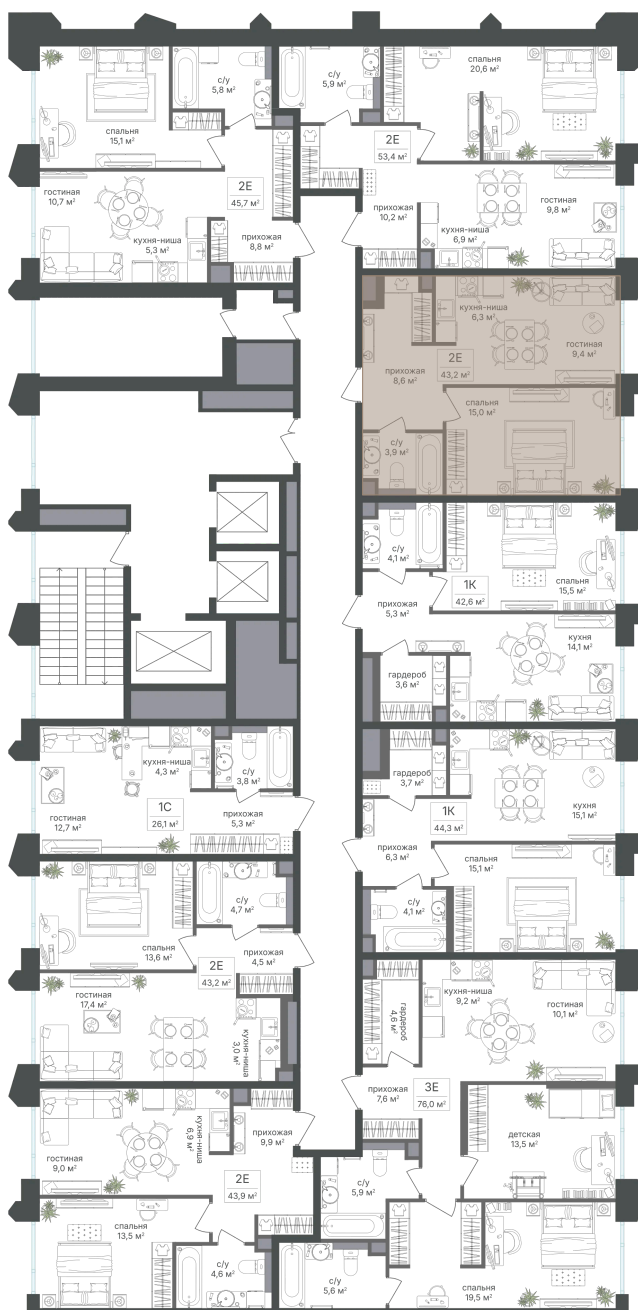 с/у
5,8 м²
с/у
5,9 м²
спальня
20,6 м²
спальня
15,1 м²
2Е
53,4 м²
гостиная
10,7 м²
2Е
45,7 м²
прихожая
10,2 м²
гостиная
9,8 м²
кухня-ниша
5,3 м²
прихожая
8,8 м²
кухня-ниша
6,9 м²
кухня-ниша
6,3 м²
гостиная
9,4 м²
2Е
43,2 м²
прихожая
8,6 м²
спальня
15,0 м²
с/у
3,9 м²
с/у
4,1 м²
1К
42,6 м²
спальня
15,5 м²
прихожая
5,3 м²
кухня
14,1 м²
гардероб
3,6 м²
кухня-ниша
4,3 м²
с/у
3,8 м²
гардероб
3,7 м²
1С
26,1 м²
12,7 м²
прихожая
5,3 м²
кухня
15,1 м²
1К
44,3 м²
прихожая
6,3 м²
спальня
15,1 м²
с/у
4,7 м²
с/у
4,1 м²
спальня
13,6 м²
2Е
43,2 м²
прихожая
4,5 м²
гостиная
17,4 м²
кухня-ниша
3,0 м²
гардероб
4,6 м²
кухня-ниша
9,2 м²
гостиная
10,1 м²
прихожая
7,6 м²
3Е
76,0 м²
кухня-ниша
6,9 м²
прихожая
9,9 м²
гостиная
9,0 м²
детская
13,5 м²
2Е
43,9 м²
с/у
5,9 м²
спальня
13,5 м²
с/у
4,6 м²
с/у
5,6 м²
спальня
19,5 м²